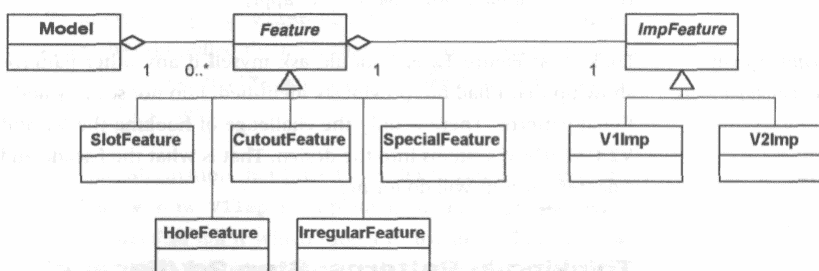 Model
Feature
ImpFeature
1
0..*
1
1
SlotFeature
CutoutFeature
SpecialFeature
V1Imp
V2Imp
HoleFeature
IrregularFeature